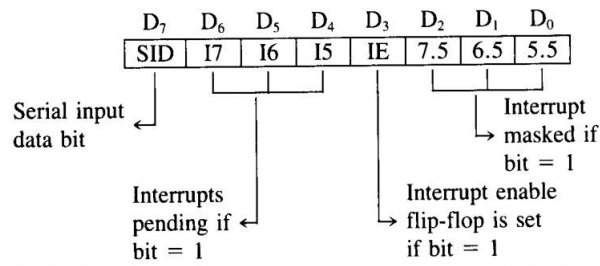 D₇ D₆ D₅ D₄ D₃ D₂ D₁ D₀
SID I7 I6 I5 IE 7.5 6.5 5.5
Serial input
data bit
Interrupt
masked if
bit = 1
Interrupts
pending if
bit = 1
Interrupt enable
flip-flop is set
if bit = 1